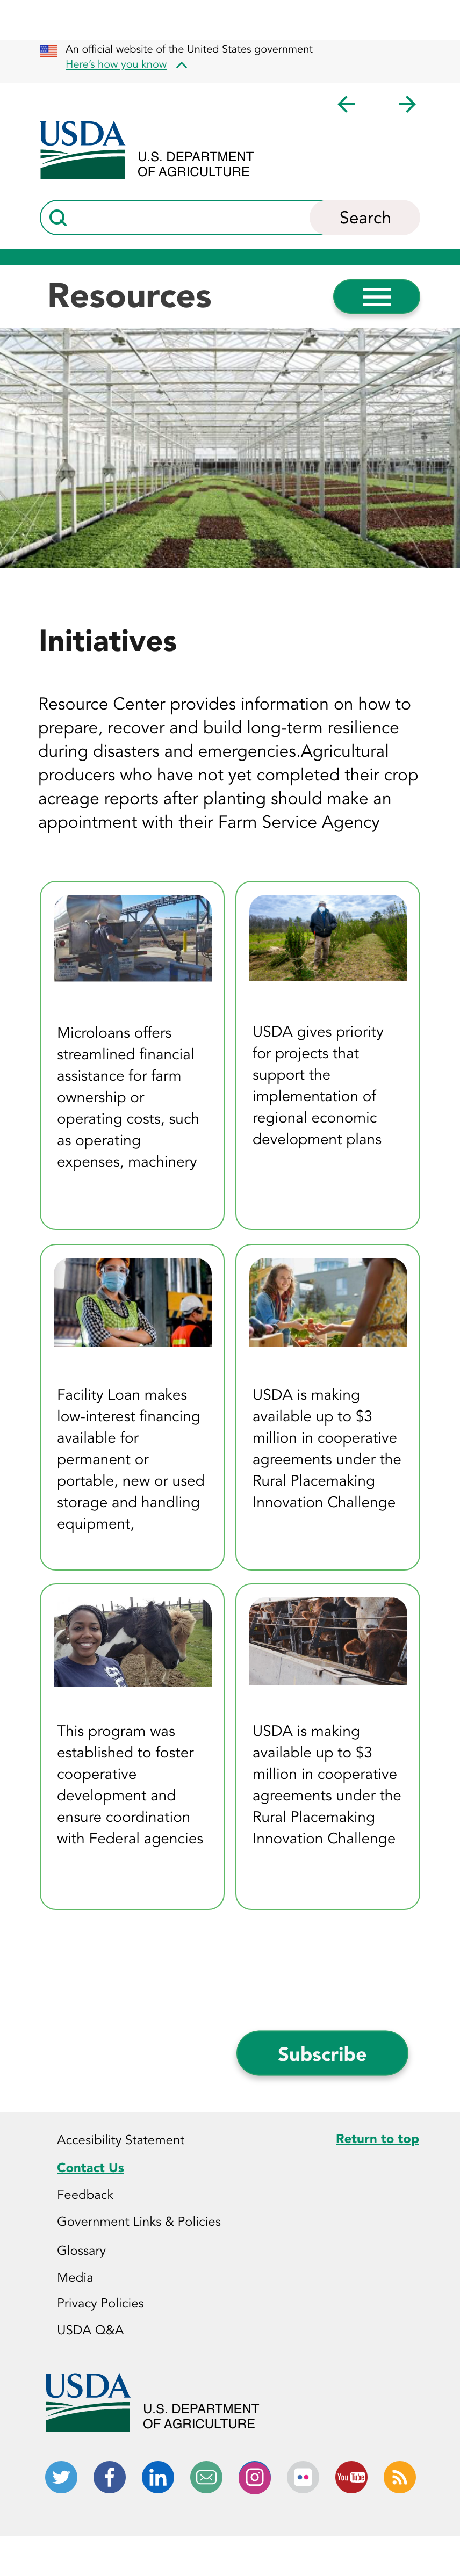 An official website of the United States government
Here's how you know
USDA
U.S. DEPARTMENT
OF AGRICULTURE
Search
Resources
Initiatives
Resource Center provides information on how to
prepare, recover and build long-term resilience
during disasters and emergencies.Agricultural
producers who have not yet completed their crop
acreage reports after planting should make an
appointment with their Farm Service Agency
Microloans offers
streamlined financial
assistance for farm
ownership or
operating costs, such
as operating
expenses, machinery
USDA gives priority
for projects that
support the
implementation of
regional economic
development plans
Facility Loan makes
low-interest financing
available for
permanent or
portable, new or used
storage and handling
equipment,
USDA is making
available up to $3
million in cooperative
agreements under the
Rural Placemaking
Innovation Challenge
This program was
established to foster
cooperative
development and
ensure coordination
with Federal agencies
USDA is making
available up to $3
million in cooperative
agreements under the
Rural Placemaking
Innovation Challenge
Subscribe
Accesibility Statement
Return to top
Contact Us
Feedback
Government Links & Policies
Glossary
Media
Privacy Policies
USDA Q&A
USDA
U.S. DEPARTMENT
OF AGRICULTURE
You Tube